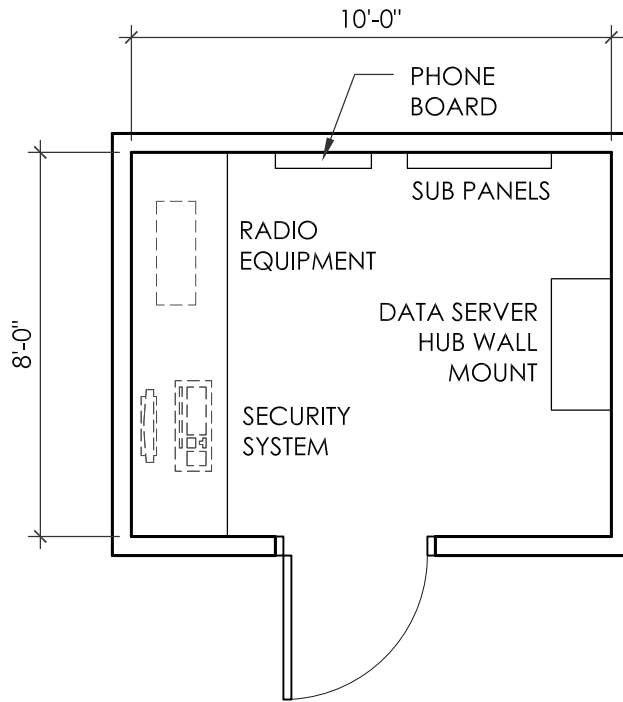 10'-0"
PHONE
BOARD
SUB PANELS
RADIO
EQUIPMENT
8'-0"
DATA SERVER
HUB WALL
MOUNT
SECURITY
SYSTEM